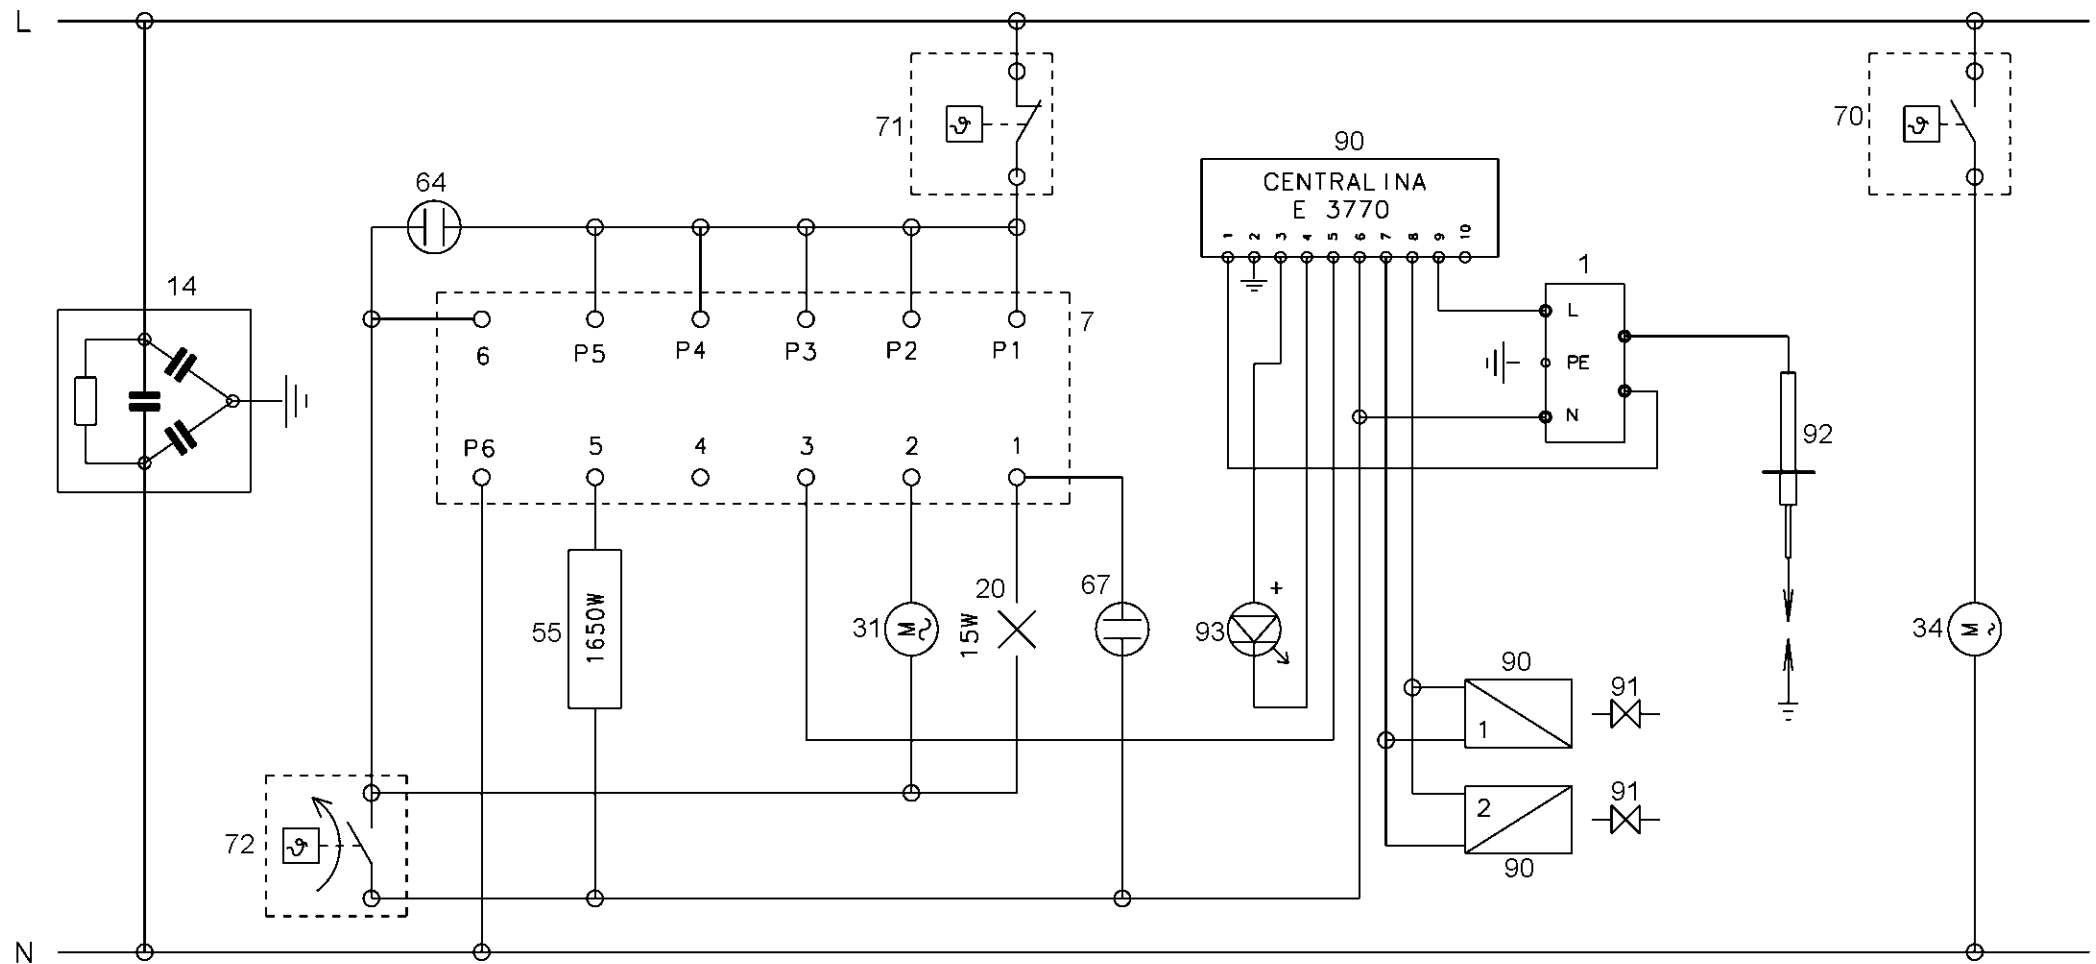 L
71
70
90
CENTRALINA
E 3770
1 2 3 4 5 6 7 8 9 10
64
14
1
7
L
6 P5 P4 P3 P2 P1
PE
N
P6 5 4 3 2 1
92
20
67
+
55
1650W
31
M
15W
93
34
M
90
91
1
91
2
72
90
N